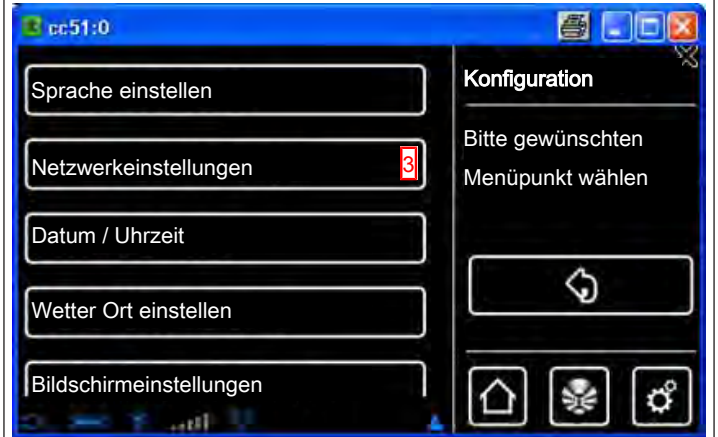 cc51:0
Sprache einstellen
Netzwerkeinstellungen 3
Datum / Uhrzeit
Wetter Ort einstellen
Bildschirmeinstellungen
Konfiguration
Bitte gewünschten
Menüpunkt wählen